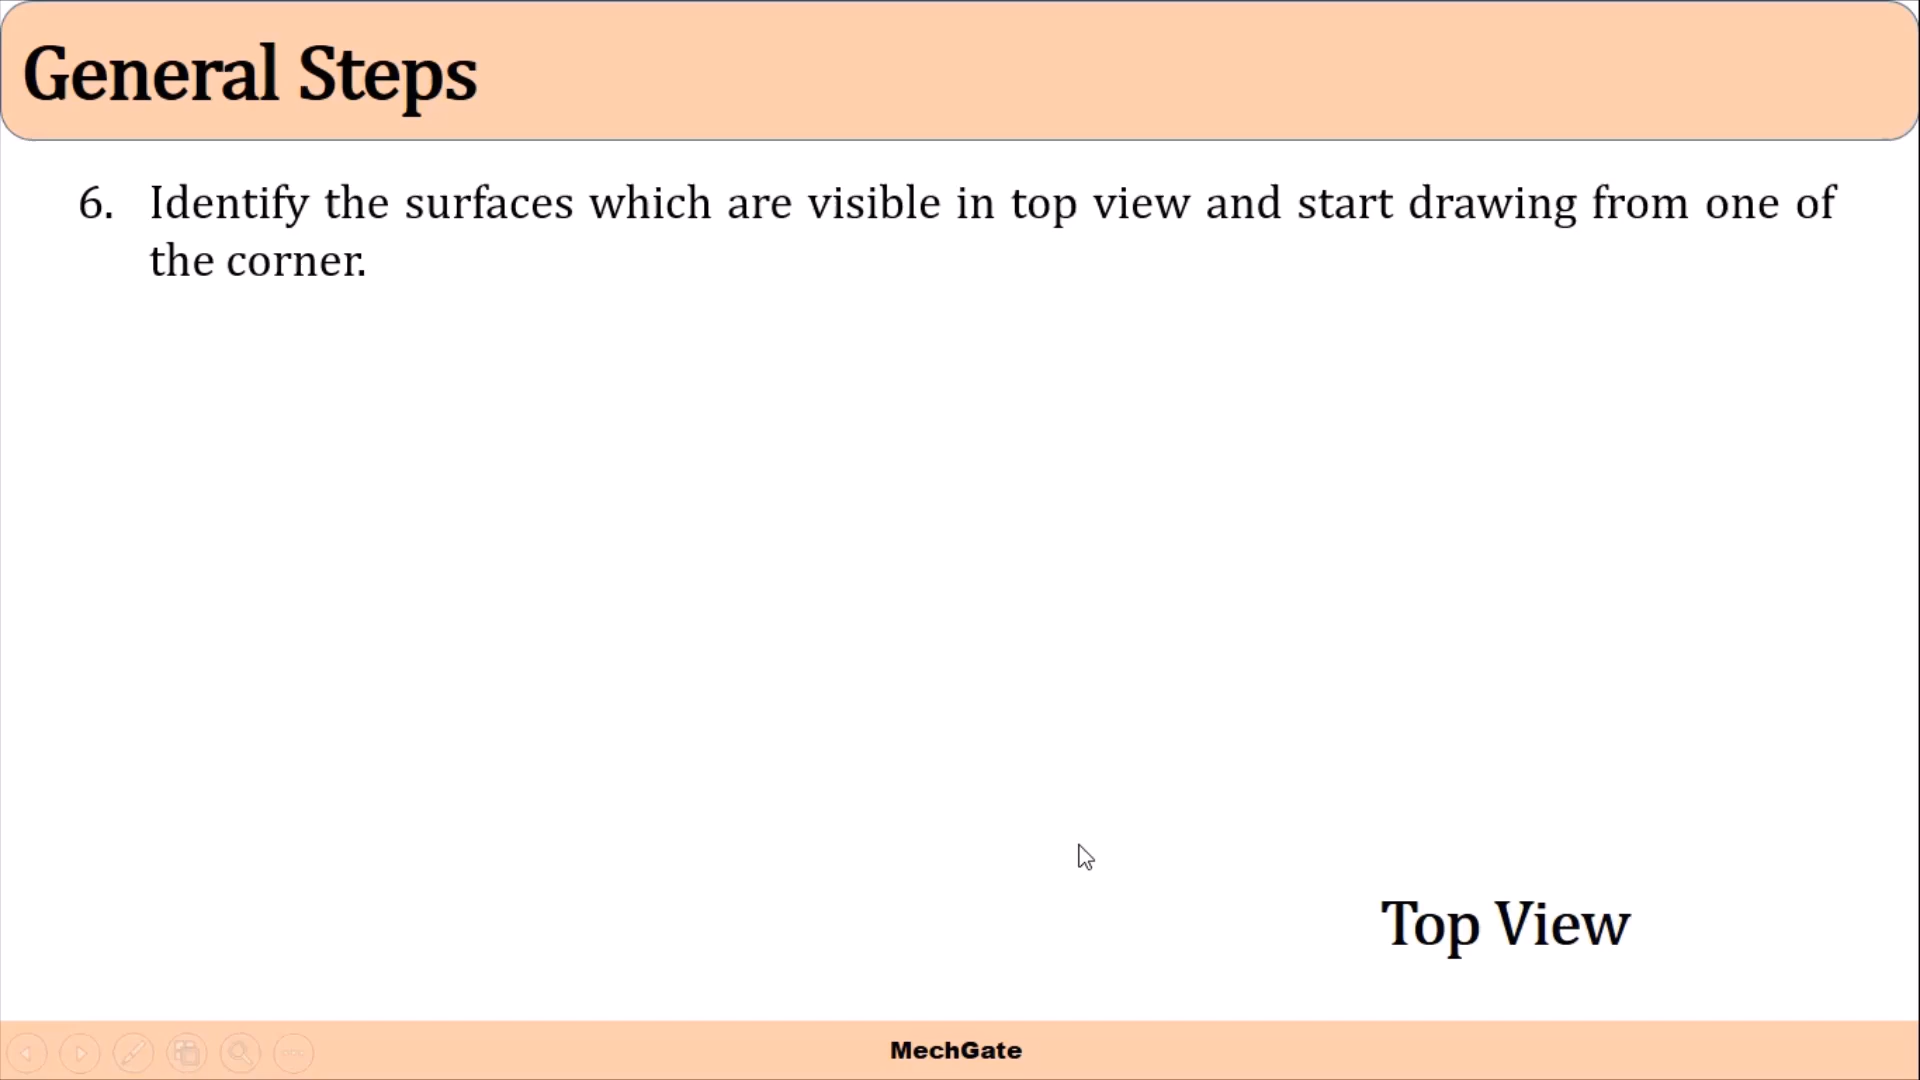 General Steps
6. Identify the surfaces which are visible in top view and start drawing from one of
the corner.
Top View
MechGate